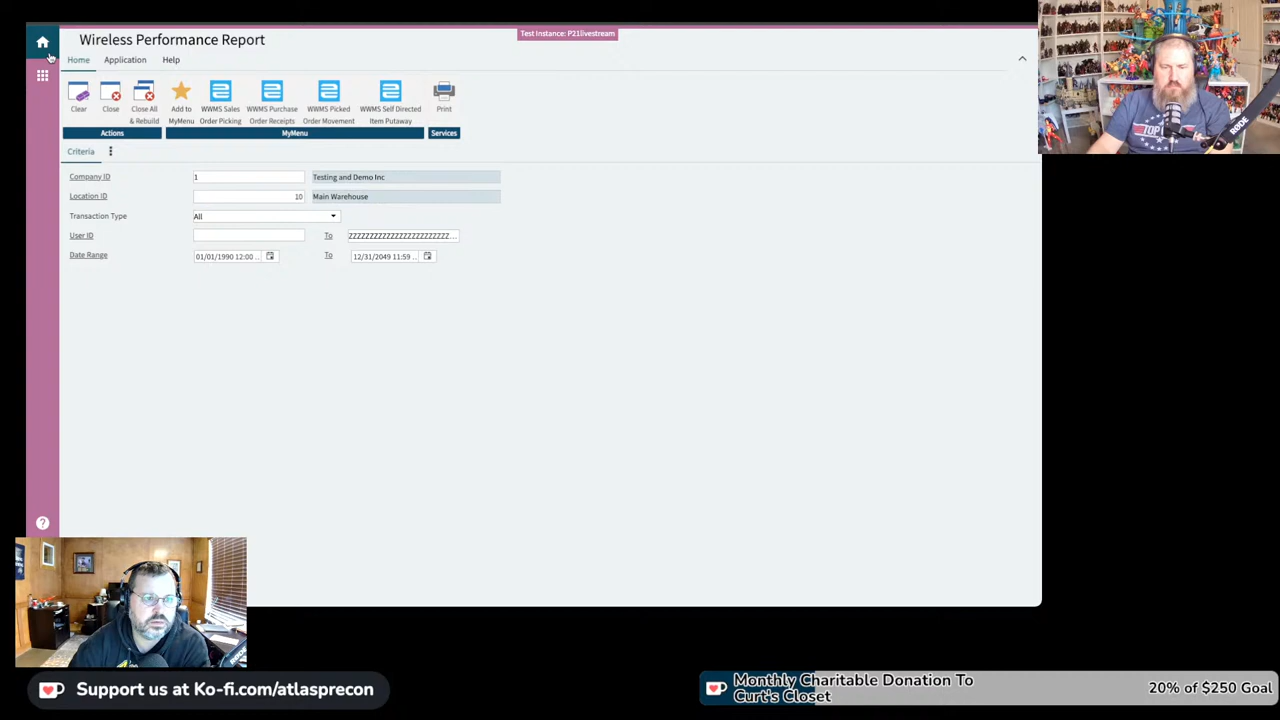 Wireless Performance Report
Test Instance: P21livestream
Home Application Help
Clear
Close
Close All
& Rebuild
Add to
MyMenu
WWMS Sales
Order Picking
WWMS Purchase
Order Receipts
WWMS Picked
Order Movement
WWMS Self Directed
Item Putaway
Print
Actions
MyMenu
Services
Criteria
Company ID 1 Testing and Demo Inc
Location ID 10 Main Warehouse
Transaction Type All
User ID To ZZZZZZZZZZZZZZZZZZZZZZZZ...
Date Range 01/01/1990 12:00 .. To 12/31/2049 11:59 ..
?
TOP
RØDE
Support us at Ko-fi.com/atlasprecon
Monthly Charitable Donation To
Curt's Closet
20% of $250 Goal